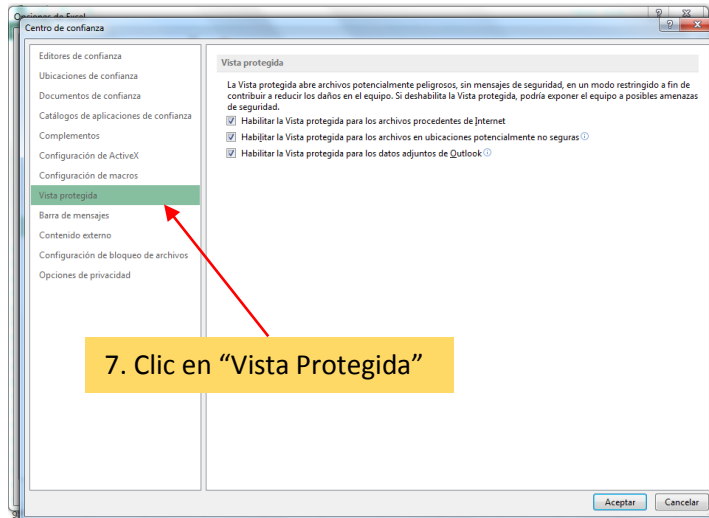 Opciones de Excel
Centro de confianza
Editores de confianza
Ubicaciones de confianza
Documentos de confianza
Catálogos de aplicaciones de confianza
Complementos
Configuración de ActiveX
Configuración de macros
Vista protegida
Barra de mensajes
Contenido externo
Configuración de bloqueo de archivos
Opciones de privacidad
Vista protegida
La Vista protegida abre archivos potencialmente peligrosos, sin mensajes de seguridad, en un modo restringido a fin de
contribuir a reducir los daños en el equipo. Si deshabilita la Vista protegida, podría exponer el equipo a posibles amenazas
de seguridad.
Habilitar la Vista protegida para los archivos procedentes de Internet
Habilitar la Vista protegida para los archivos en ubicaciones potencialmente no seguras
Habilitar la Vista protegida para los datos adjuntos de Outlook
7. Clic en “Vista Protegida”
Aceptar
Cancelar